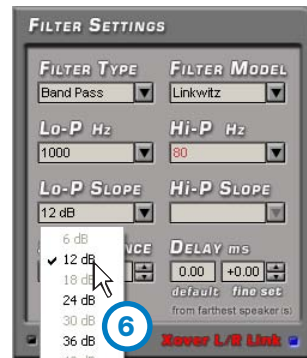 FILTER SETTINGS
FILTER TYPE FILTER MODEL
Band Pass Linkwitz
LO-P HZ HI-P HZ
1000 80
LO-P SLOPE HI-P SLOPE
12 dB
6 dB
✓ 12 dB
18 dB
24 dB
30 dB
36 dB
NCE DELAY ms
0.00 +0.00
default fine set
from farthest speaker(s)
6
Xover L/R Link